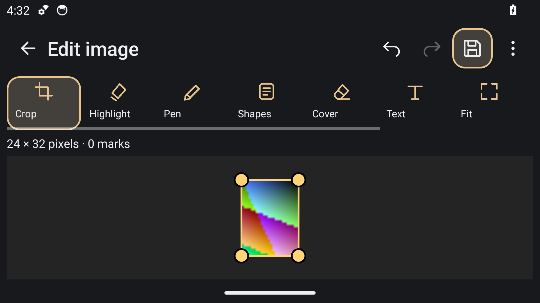 4:32
Edit image
Crop
Highlight
Pen
Shapes
Cover
Text
Fit
24 × 32 pixels · 0 marks